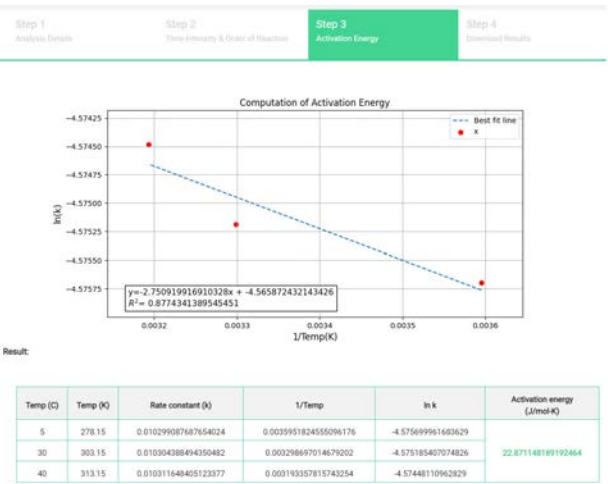 Step 1
Analysis Details
Step 2
Time-Intensity & Order of Reaction
Step 3
Activation Energy
Step 4
Download Results
Computation of Activation Energy
-4.57425
-4.57450
-4.57475
-4.57500
-4.57525
-4.57550
-4.57575
ln(k)
Best fit line
x
y=-2.750919916910328x + -4.565872432143426
R²= 0.8774341389545451
0.0032
0.0033
0.0034
0.0035
0.0036
1/Temp(K)
Result:
Temp (C) Temp (K) Rate constant (k) 1/Temp ln k Activation energy (J/mol-K)
5 278.15 0.010299087687654024 0.0035951824555096176 -4.575699961683629
30 303.15 0.010304388494350482 0.003298697014679202 -4.575185407074826 22.871148189192464
40 313.15 0.010311648405123377 0.003193357815743254 -4.57448110962829